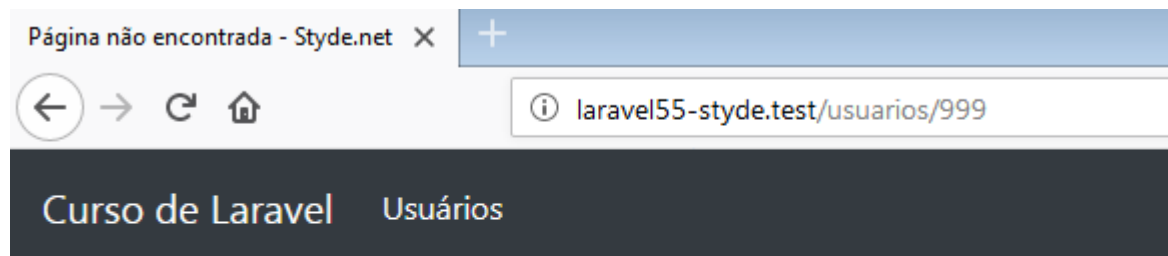 Página não encontrada - Styde.net
laravel55-styde.test/usuarios/999
Curso de Laravel Usuários